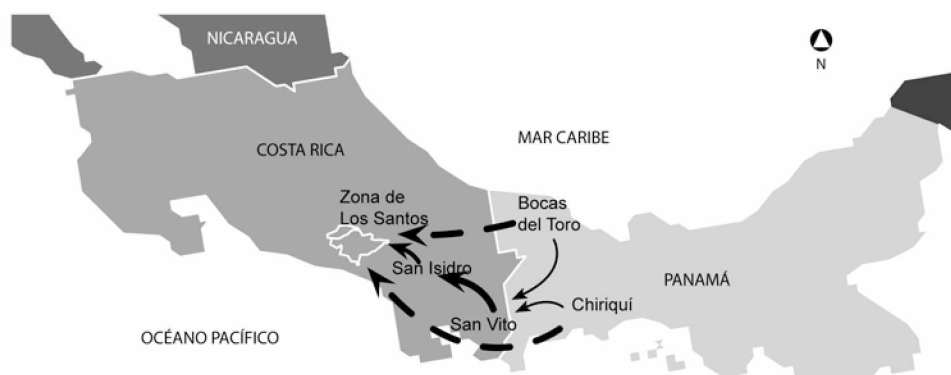 NICARAGUA
N
MAR CARIBE
COSTA RICA
Zona de
Los Santos
Bocas
del Toro
San Isidro
PANAMÁ
Chiriquí
San Vito
OCÉANO PACÍFICO